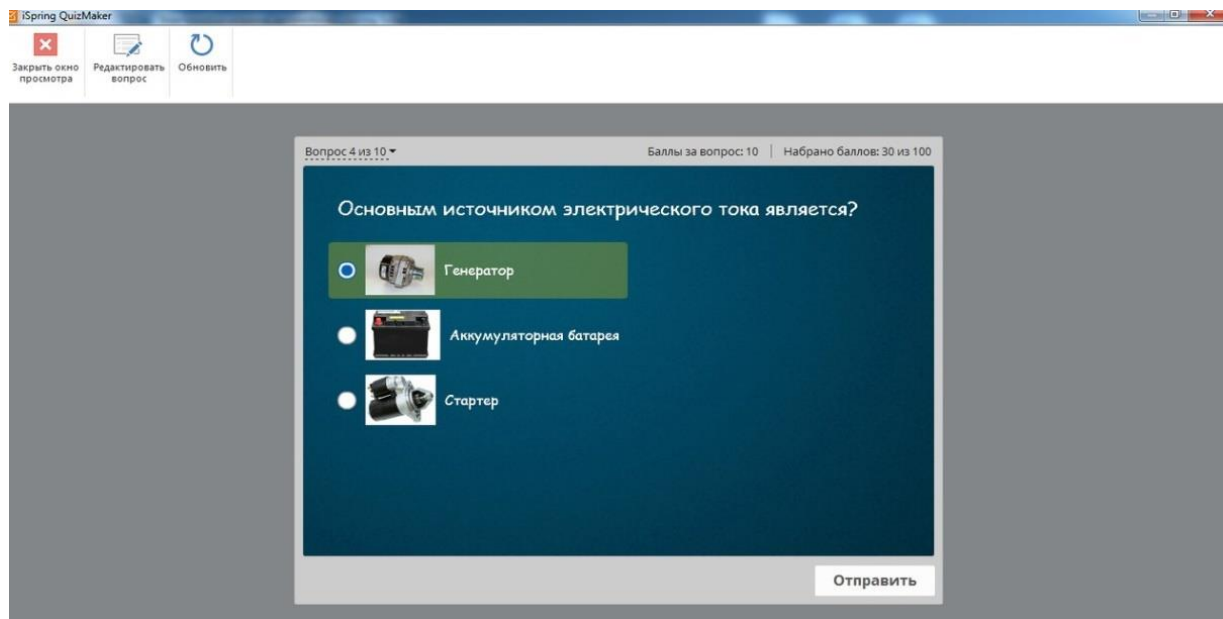 iSpring QuizMaker
Закрыть окно просмотра
Редактировать вопрос
Обновить
Вопрос 4 из 10
Баллы за вопрос: 10 | Набрано баллов: 30 из 100
Основным источником электрического тока является?
Генератор
Аккумуляторная батарея
Стартер
Отправить